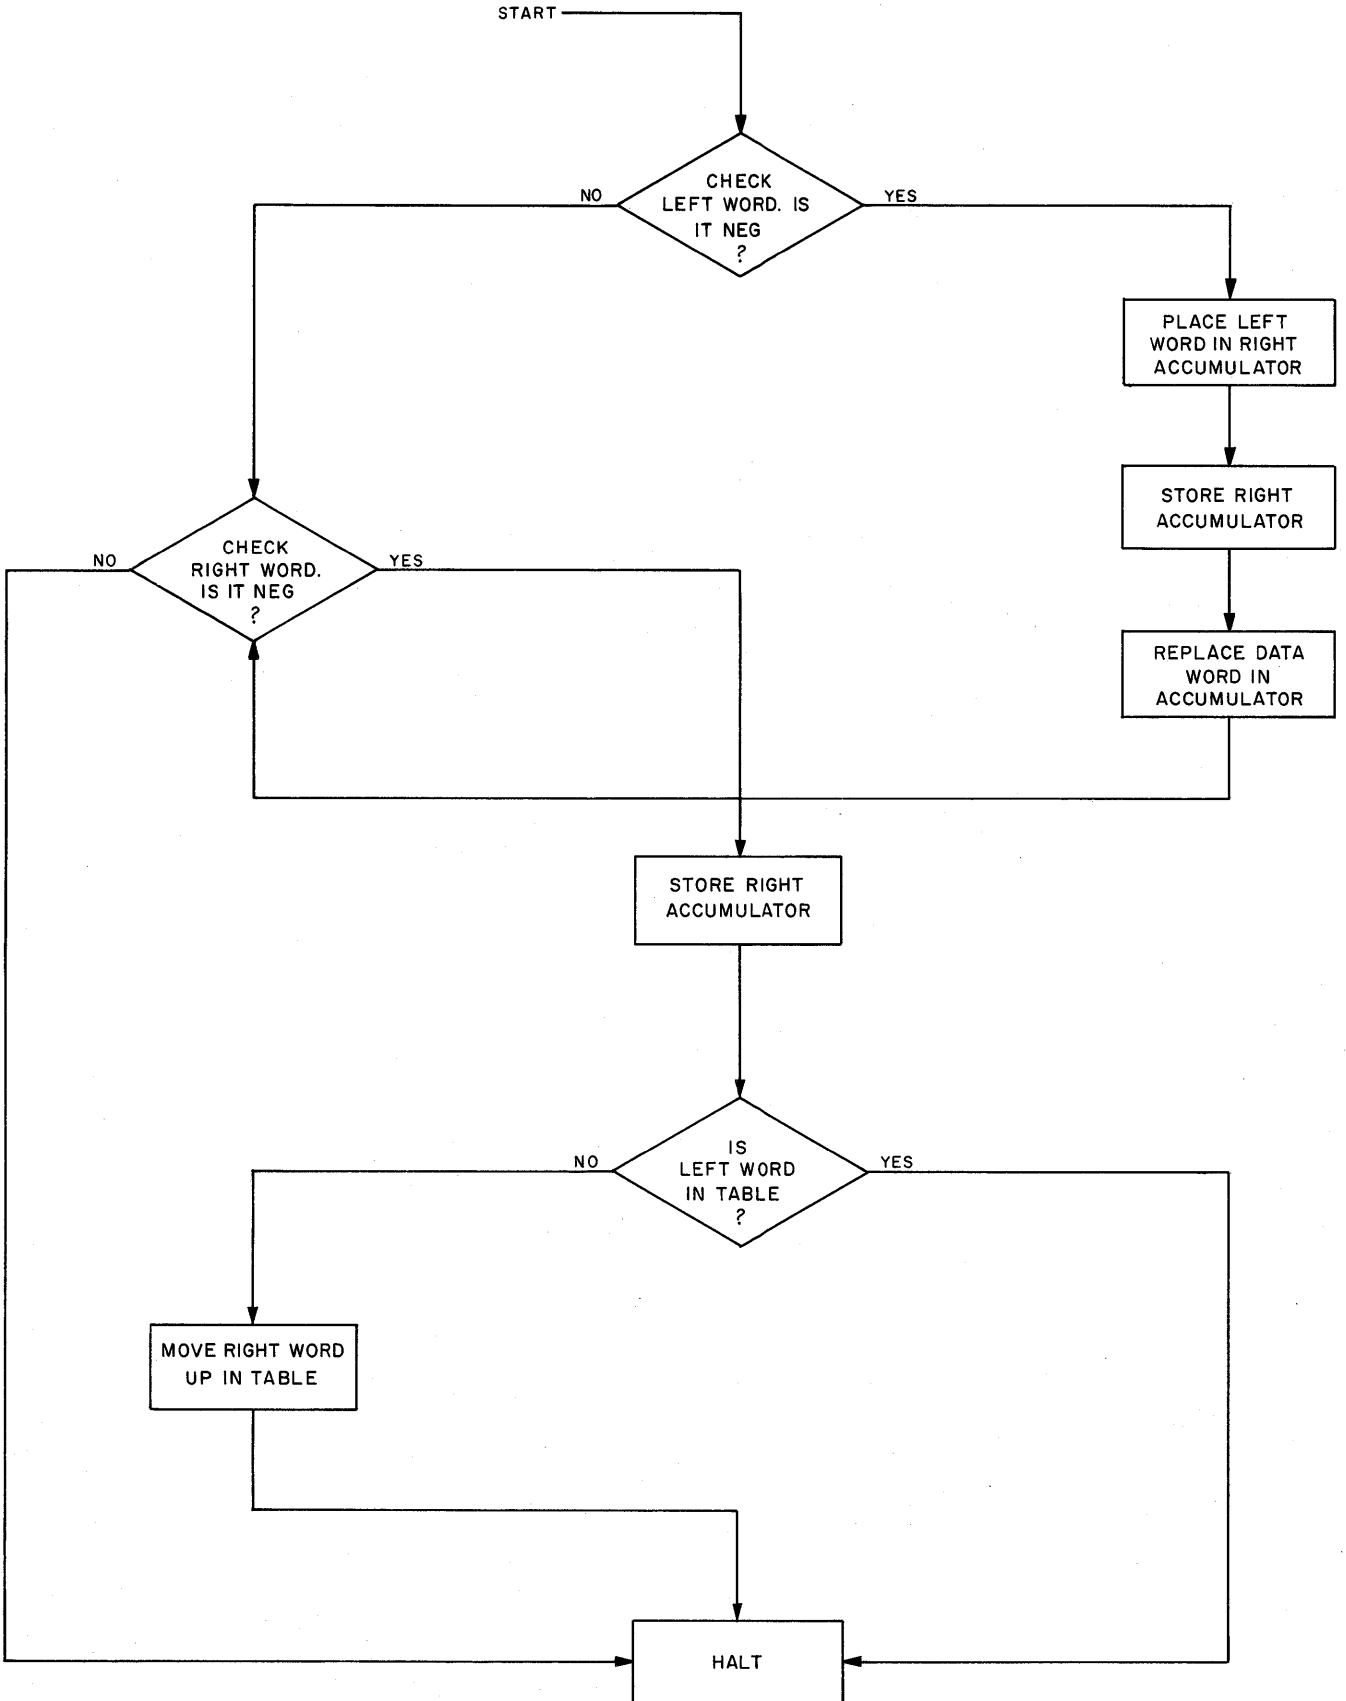 START
CHECK
LEFT WORD. IS
IT NEG
?
NO
YES
PLACE LEFT
WORD IN RIGHT
ACCUMULATOR
STORE RIGHT
ACCUMULATOR
REPLACE DATA
WORD IN
ACCUMULATOR
CHECK
RIGHT WORD.
IS IT NEG
?
NO
YES
STORE RIGHT
ACCUMULATOR
IS
LEFT WORD
IN TABLE
?
NO
YES
MOVE RIGHT WORD
UP IN TABLE
HALT